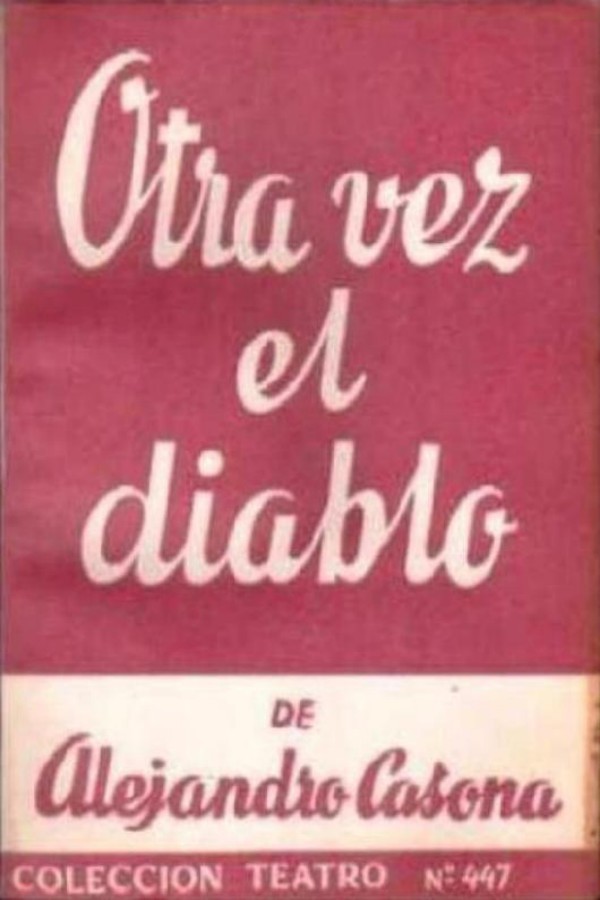 Otra vez
el
diablo
DE
Alejandro Casona
COLECCION TEATRO Nº 447